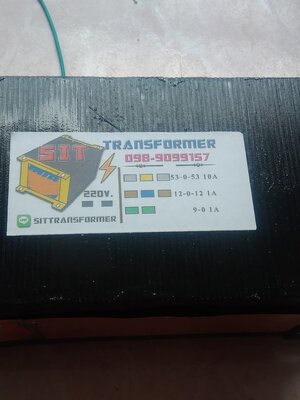 SIT
TRANSFORMER
098-9099157
220V.
53-0-53 10A
12-0-12 1A
9-0 1A
SITTRANSFORMER